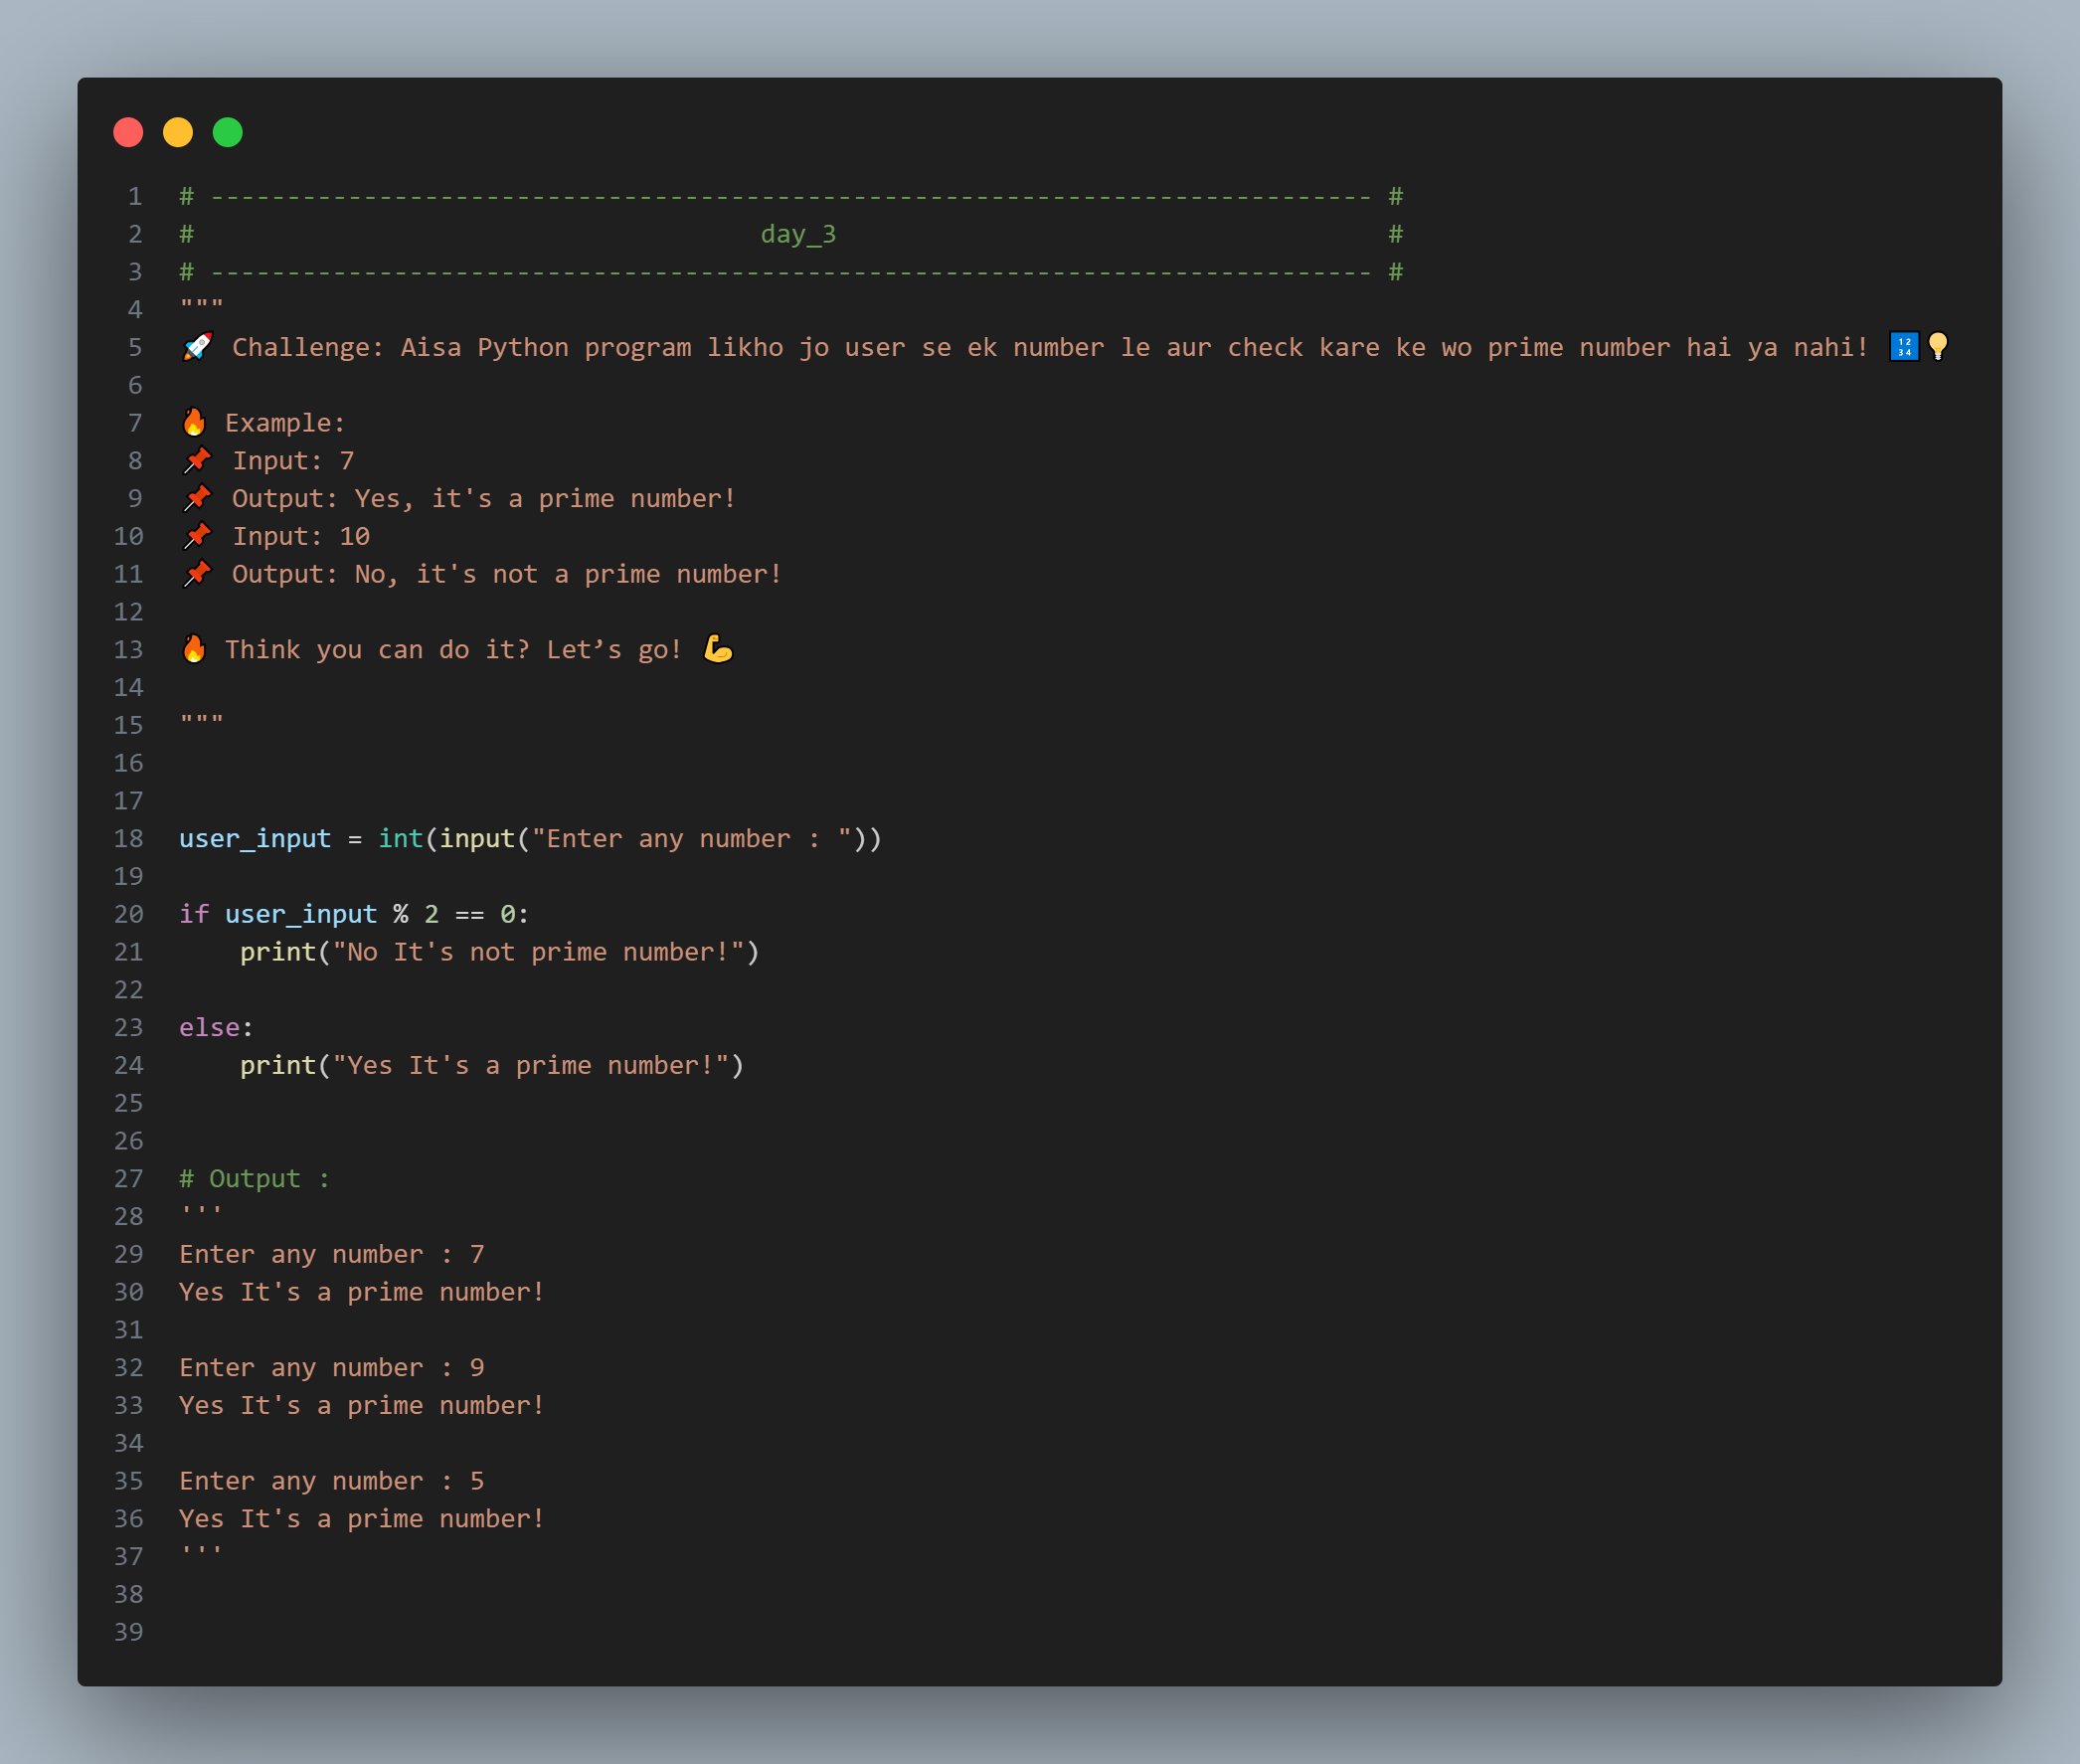 1 # ---------------------------------------------------------------------------- #
2 #                                     day_3                                    #
3 # ---------------------------------------------------------------------------- #
4 """
5 🚀 Challenge: Aisa Python program likho jo user se ek number le aur check kare ke wo prime number hai ya nahi! 🔢💡
6
7 🔥 Example:
8 📌 Input: 7
9 📌 Output: Yes, it's a prime number!
10 📌 Input: 10
11 📌 Output: No, it's not a prime number!
12
13 🔥 Think you can do it? Let’s go! 💪
14
15 """
16
17
18 user_input = int(input("Enter any number : "))
19
20 if user_input % 2 == 0:
21     print("No It's not prime number!")
22
23 else:
24     print("Yes It's a prime number!")
25
26
27 # Output :
28 '''
29 Enter any number : 7
30 Yes It's a prime number!
31
32 Enter any number : 9
33 Yes It's a prime number!
34
35 Enter any number : 5
36 Yes It's a prime number!
37 '''
38
39